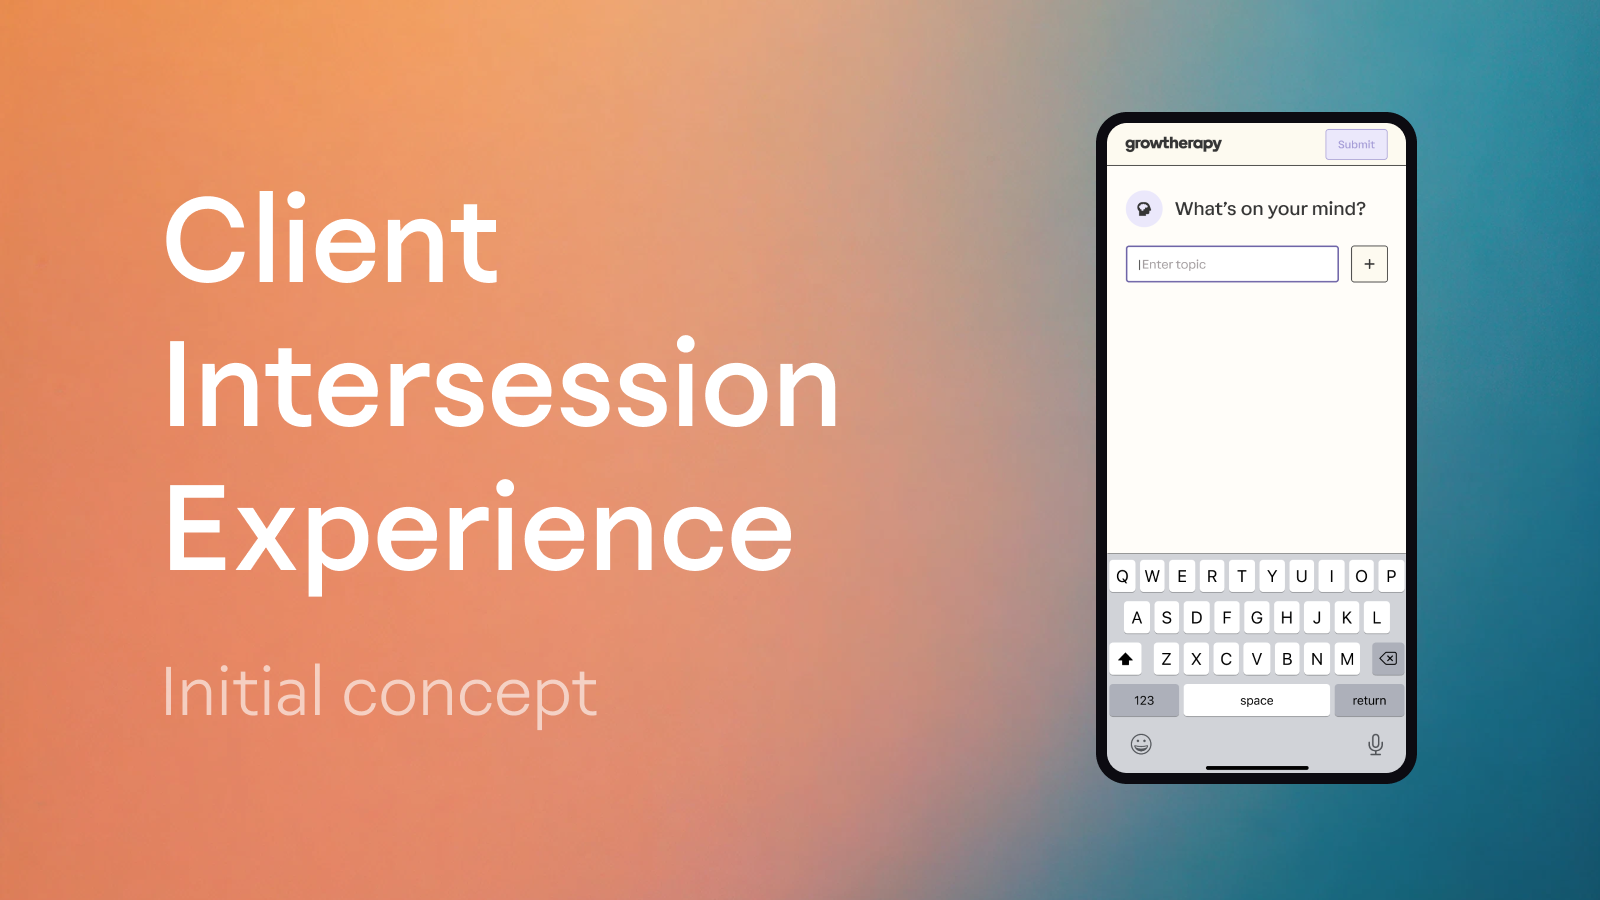 Client
Intersession
Experience
Initial concept
growtherapy
Submit
What's on your mind?
Enter topic
+
Q W E R T Y U I O P
A S D F G H J K L
Z X C V B N M
123 space return